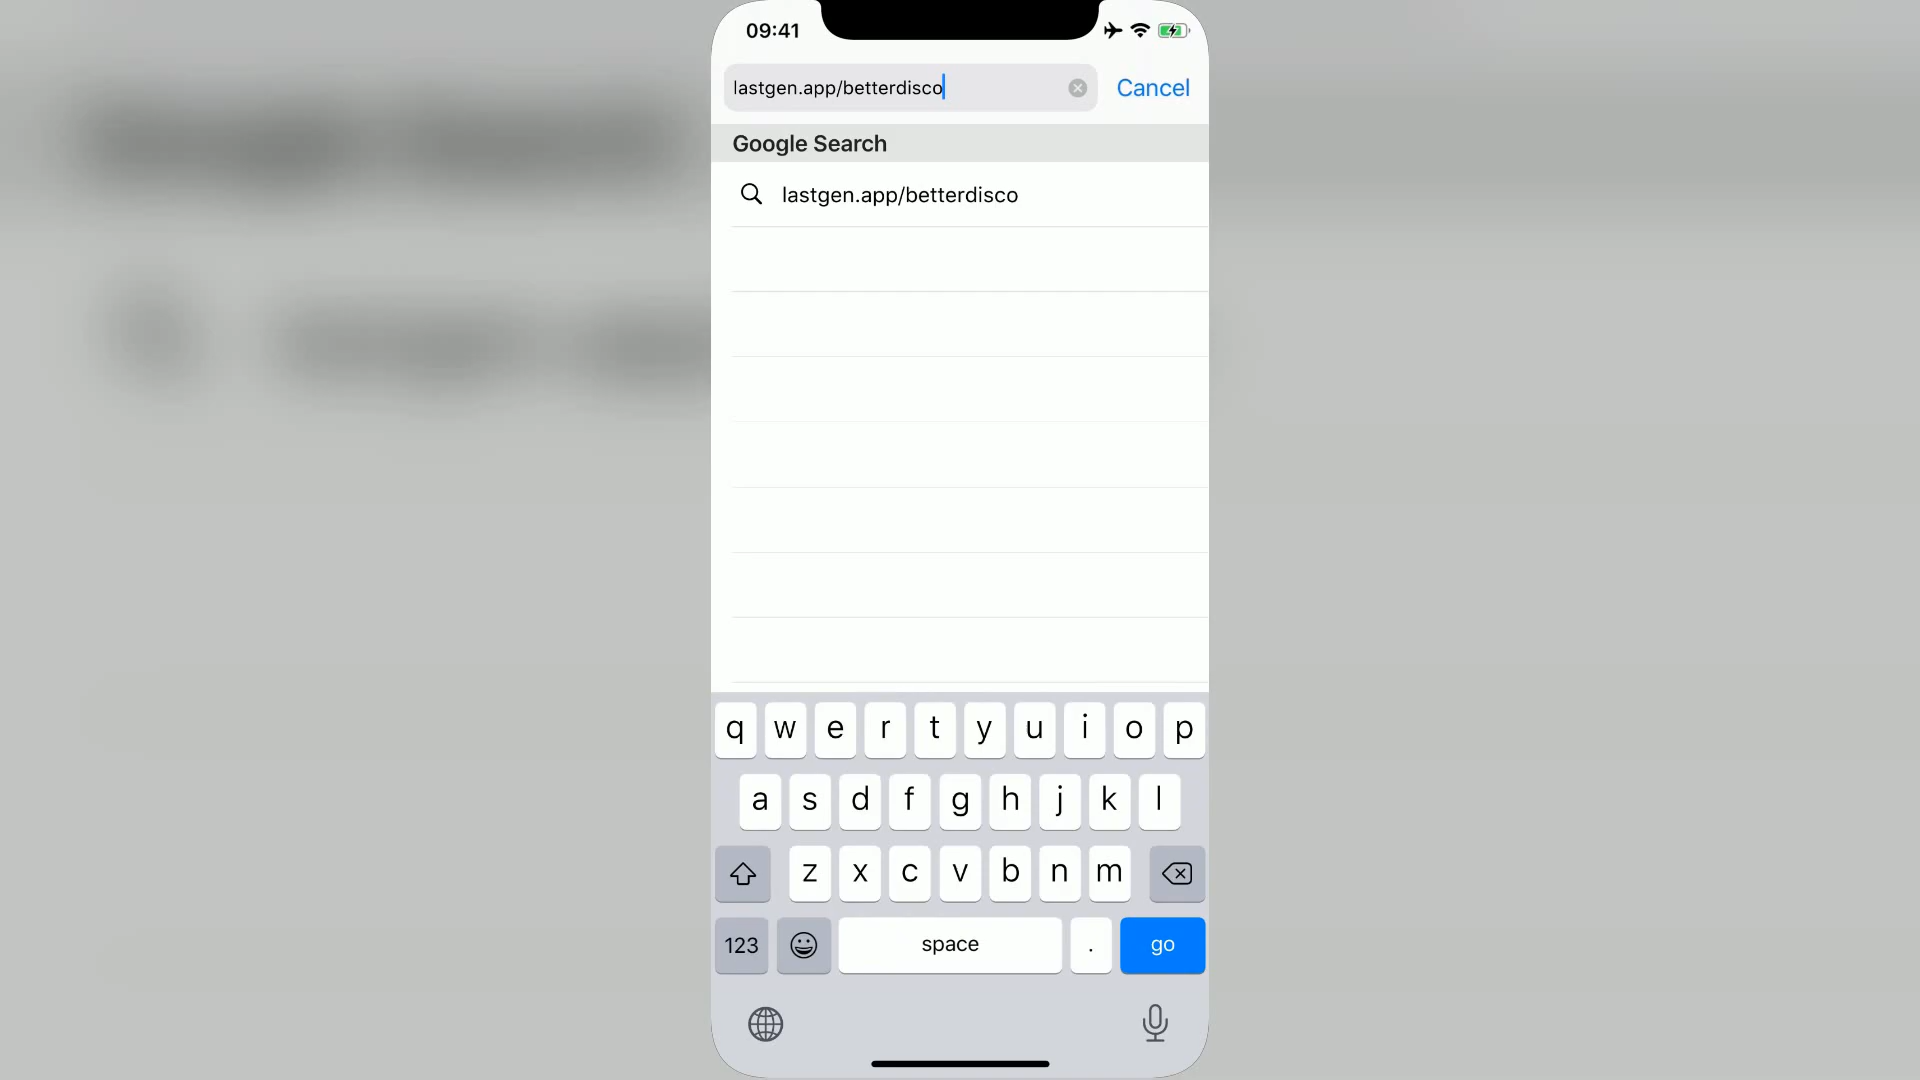 09:41
lastgen.app/betterdisco
Cancel
Google Search
lastgen.app/betterdisco
q w e r t y u i o p
a s d f g h j k l
z x c v b n m
123 space . go